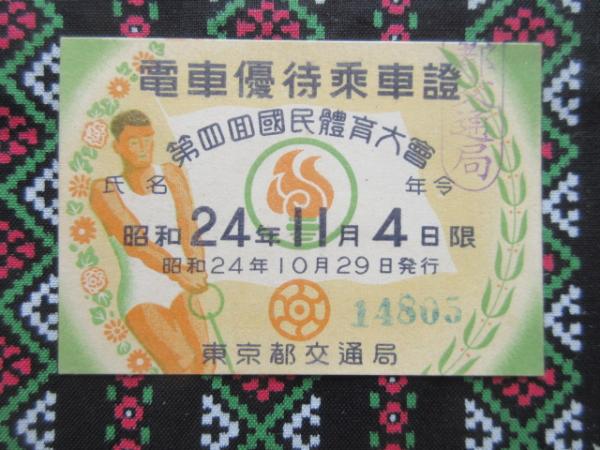 電車優待乗車證
第四回國民體育大會
氏名 年令
昭和24年11月4日限
昭和24年10月29日発行
14805
東京都交通局